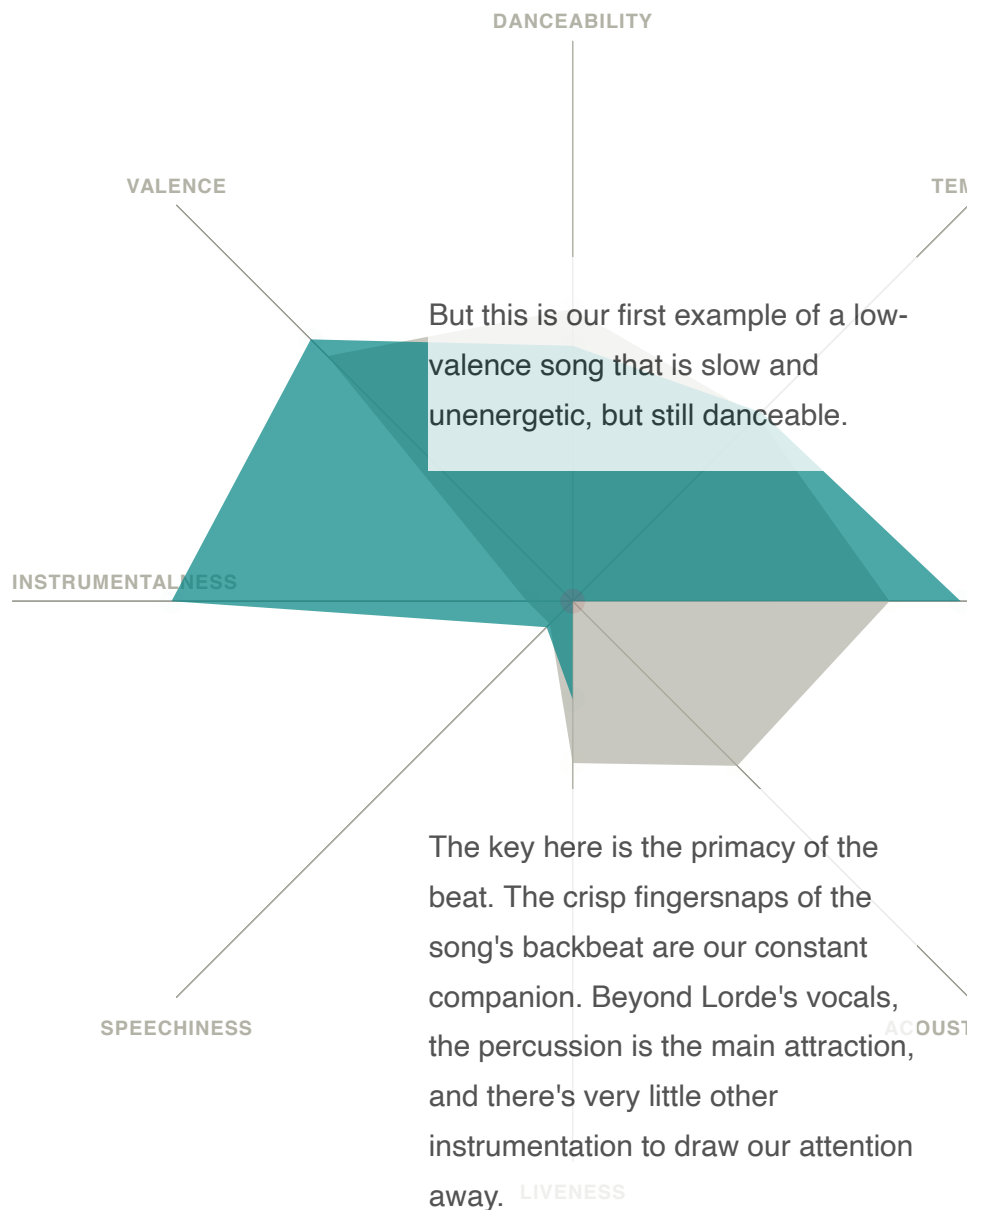 DANCEABILITY
VALENCE
TEM
But this is our first example of a low-
valence song that is slow and
unenergetic, but still danceable.
INSTRUMENTALNESS
The key here is the primacy of the
beat. The crisp fingersnaps of the
song's backbeat are our constant
companion. Beyond Lorde's vocals,
SPEECHINESS
ACOUST
the percussion is the main attraction,
and there's very little other
instrumentation to draw our attention
away.
LIVENESS